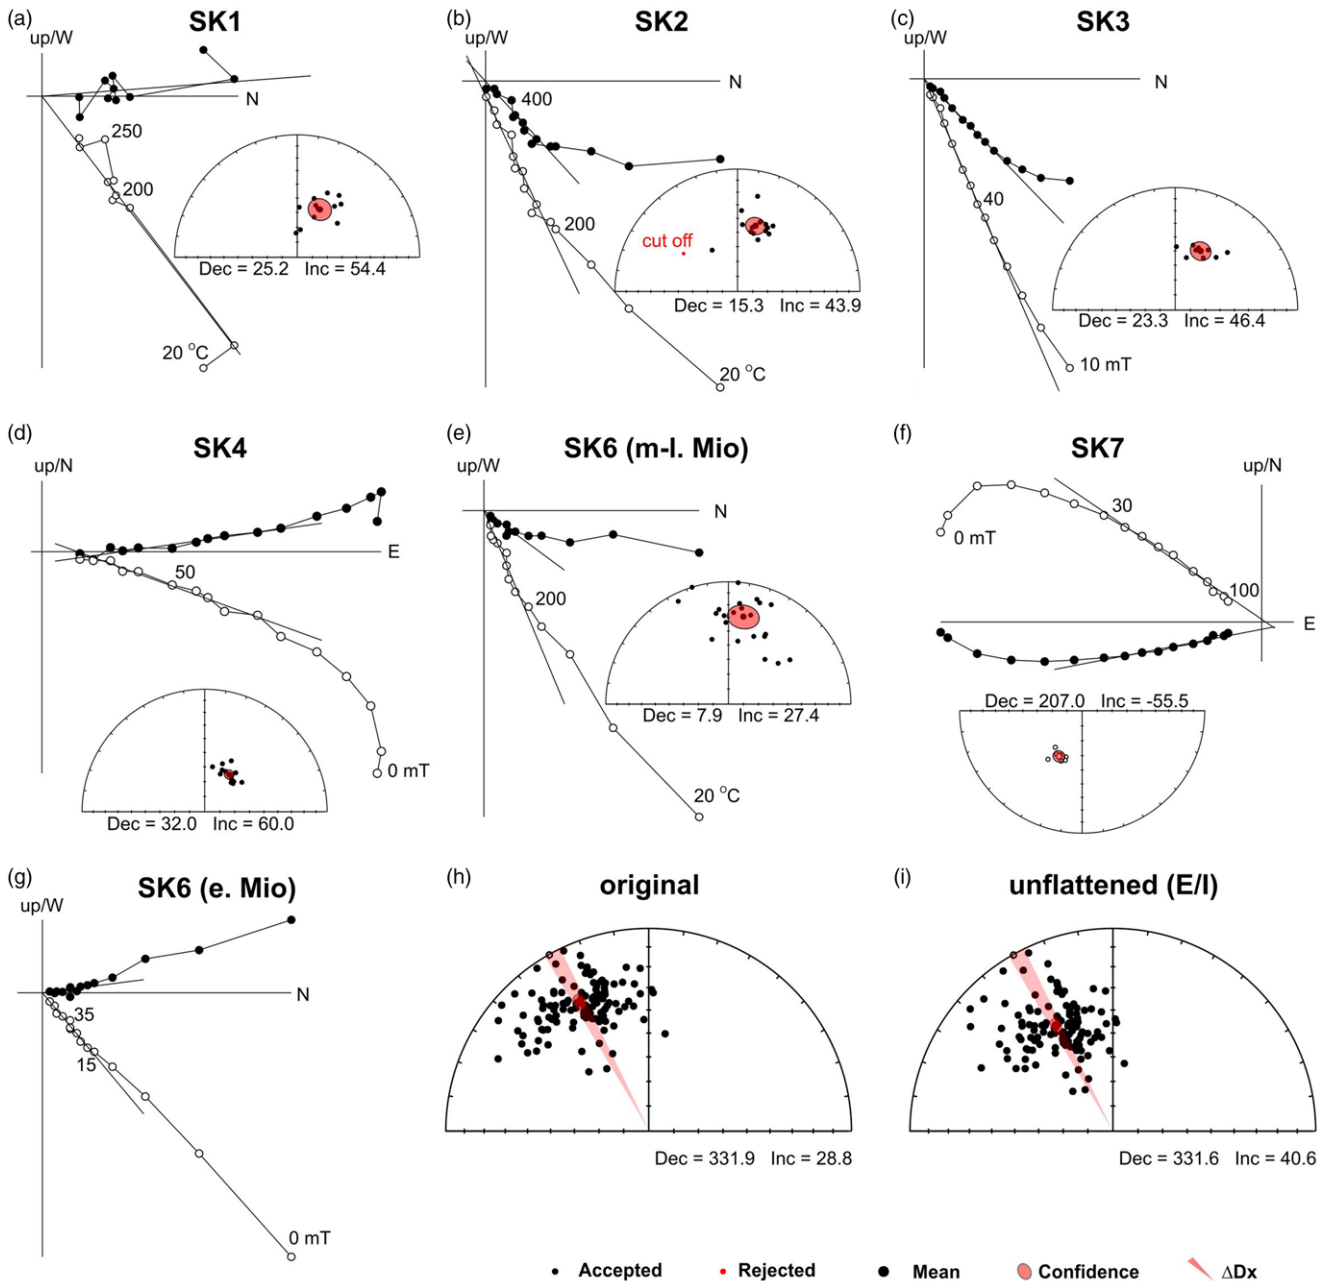 (a) SK1
up/W
N
250
200
20 °C
Dec = 25.2 Inc = 54.4
(b) SK2
up/W
N
400
200
20 °C
cut off
Dec = 15.3 Inc = 43.9
(c) SK3
up/W
N
40
10 mT
Dec = 23.3 Inc = 46.4
(d) SK4
up/N
E
50
0 mT
Dec = 32.0 Inc = 60.0
(e) SK6 (m-l. Mio)
up/W
N
200
20 °C
Dec = 7.9 Inc = 27.4
(f) SK7
up/N
30
0 mT
100
E
Dec = 207.0 Inc = -55.5
(g) SK6 (e. Mio)
up/W
N
35
15
0 mT
(h) original
Dec = 331.9 Inc = 28.8
(i) unflattened (E/I)
Dec = 331.6 Inc = 40.6
Accepted Rejected Mean Confidence ΔDx